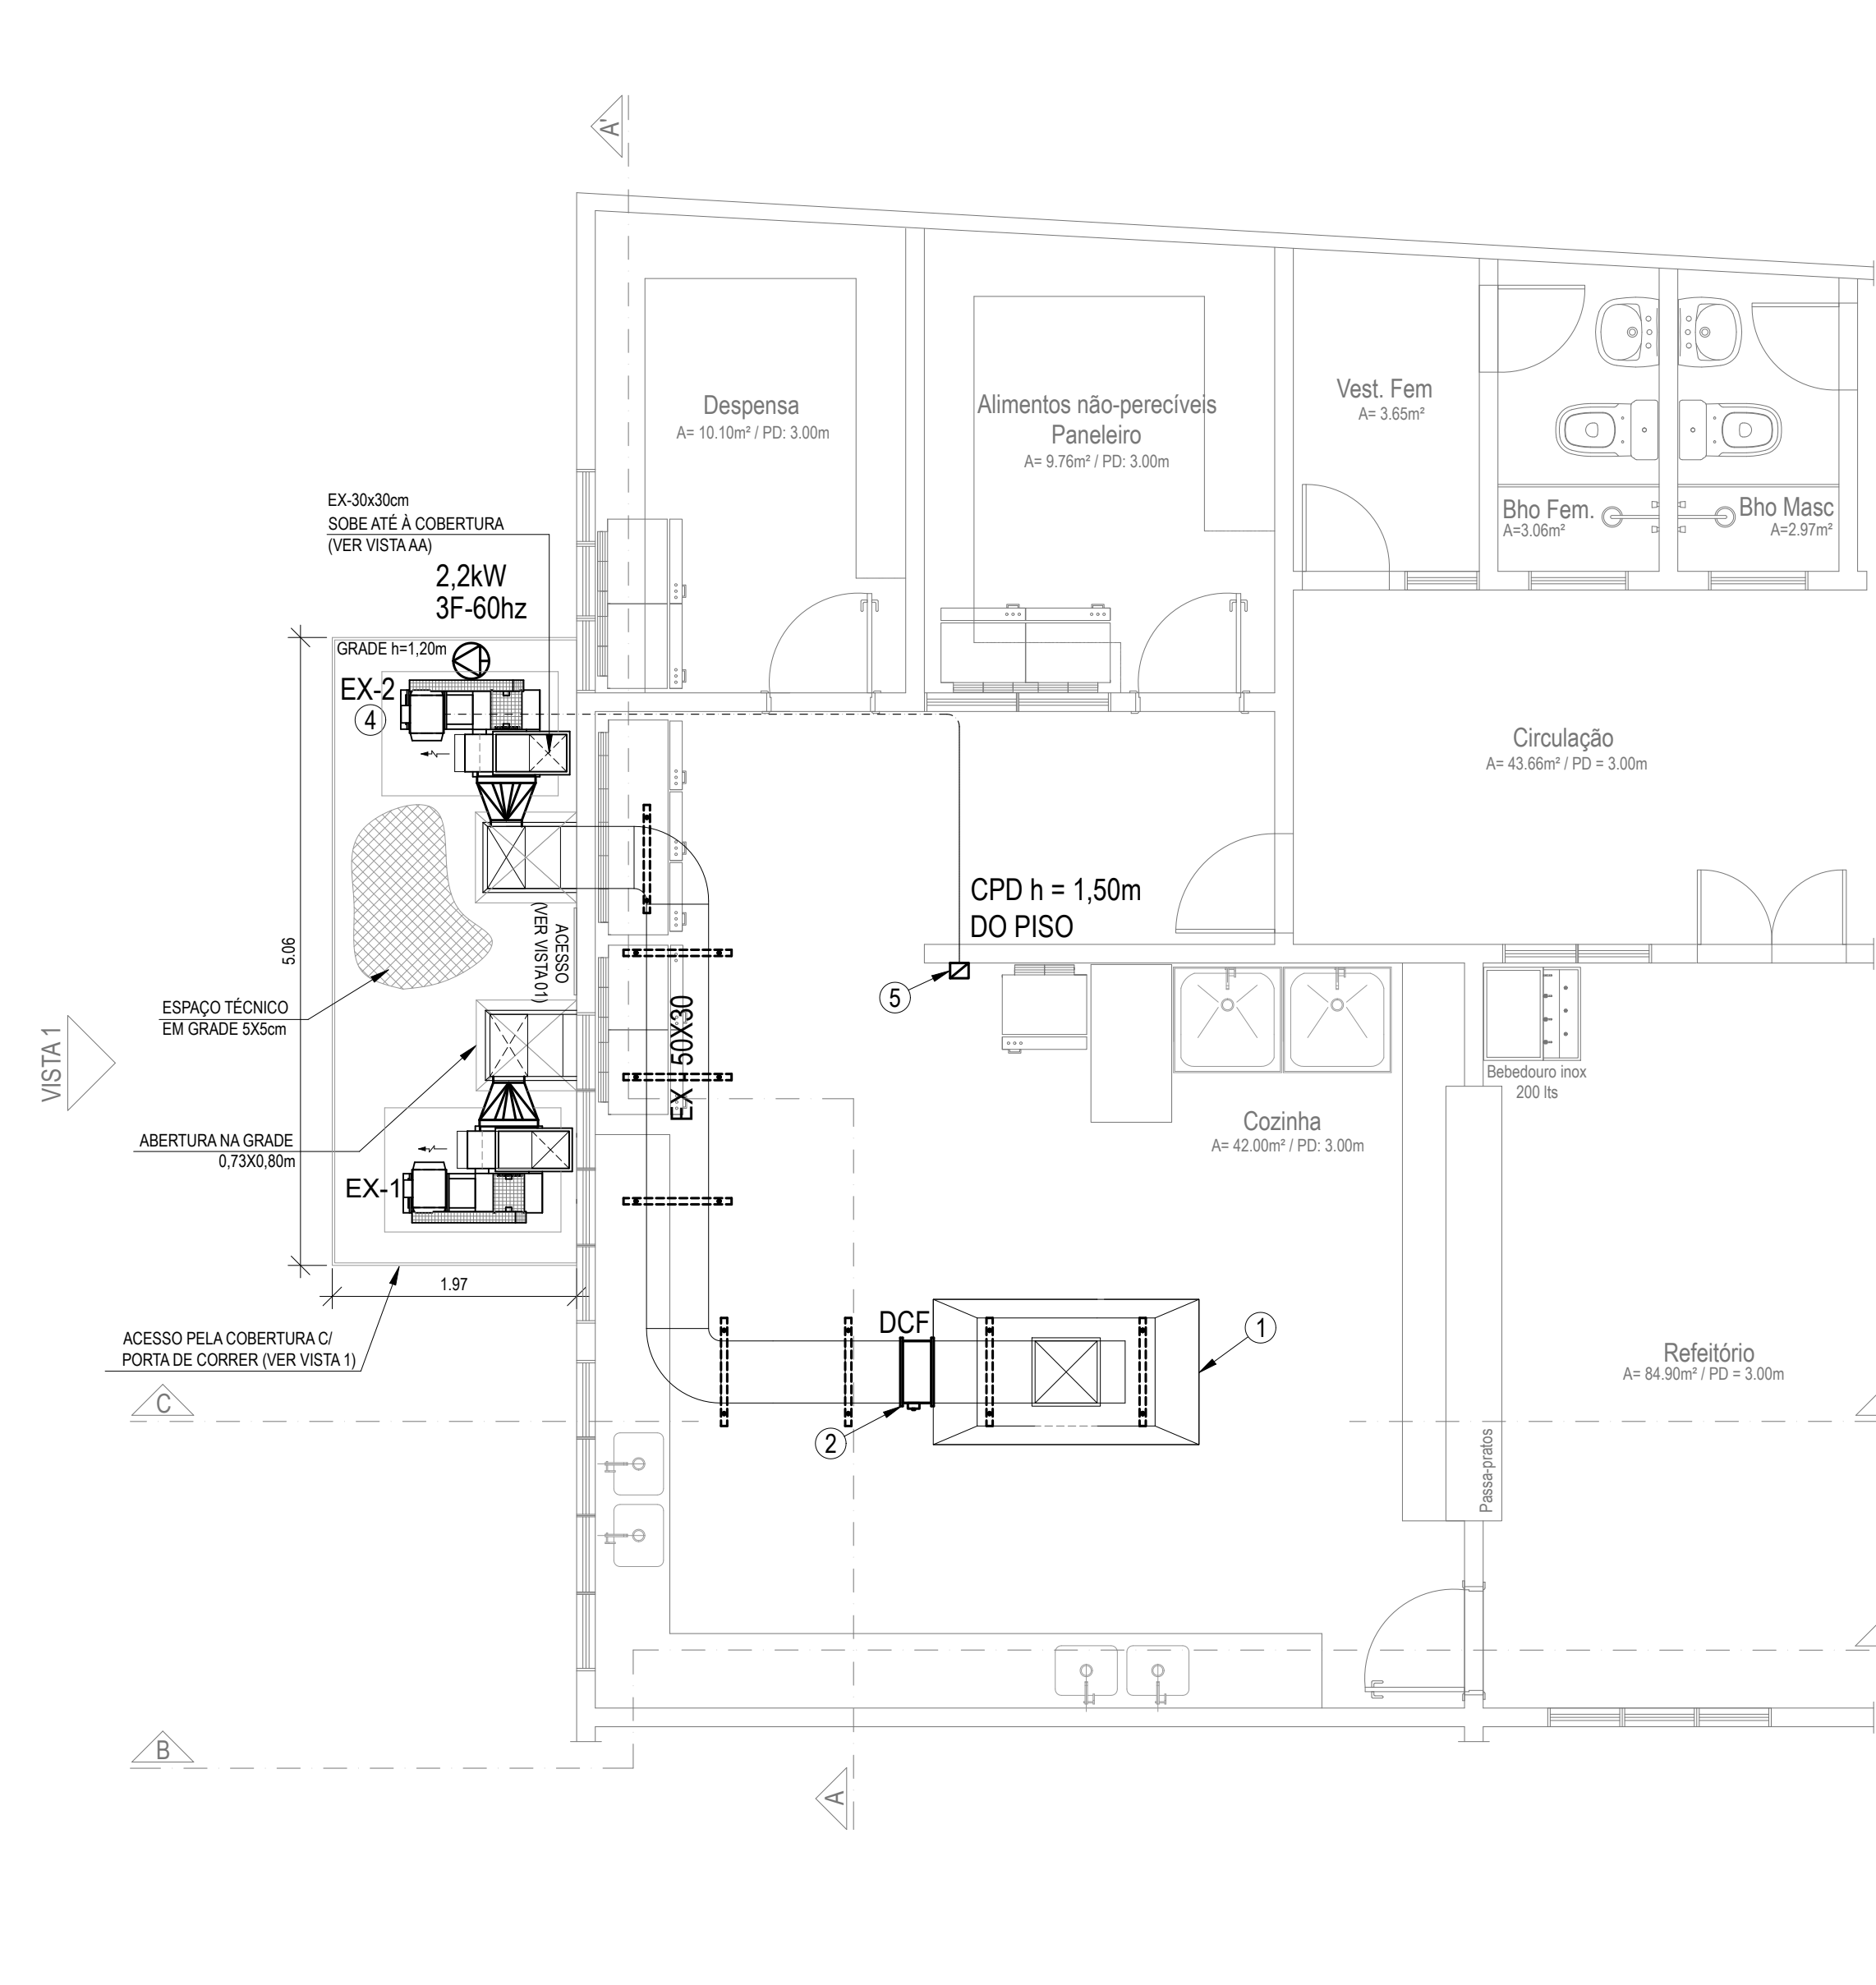 A'
Despensa
A= 10.10m² / PD: 3.00m
Alimentos não-perecíveis
Paneleiro
A= 9.76m² / PD: 3.00m
Vest. Fem
A= 3.65m²
Bho Fem.
A=3.06m²
Bho Masc
A=2.97m²
EX-30x30cm
SOBE ATÉ À COBERTURA
(VER VISTA AA)
2,2kW
3F-60hz
GRADE h=1,20m
EX-2
4
Circulação
A= 43.66m² / PD = 3.00m
CPD h = 1,50m
DO PISO
5
5.06
ACESSO
(VER VISTA 01)
ESPAÇO TÉCNICO
EM GRADE 5X5cm
VISTA 1
EX - 50X30
Bebedouro inox
200 lts
Cozinha
A= 42.00m² / PD: 3.00m
ABERTURA NA GRADE
0,73X0,80m
EX-1
1.97
ACESSO PELA COBERTURA C/
PORTA DE CORRER (VER VISTA 1)
DCF
1
2
Refeitório
A= 84.90m² / PD = 3.00m
Passa-pratos
C
B
A